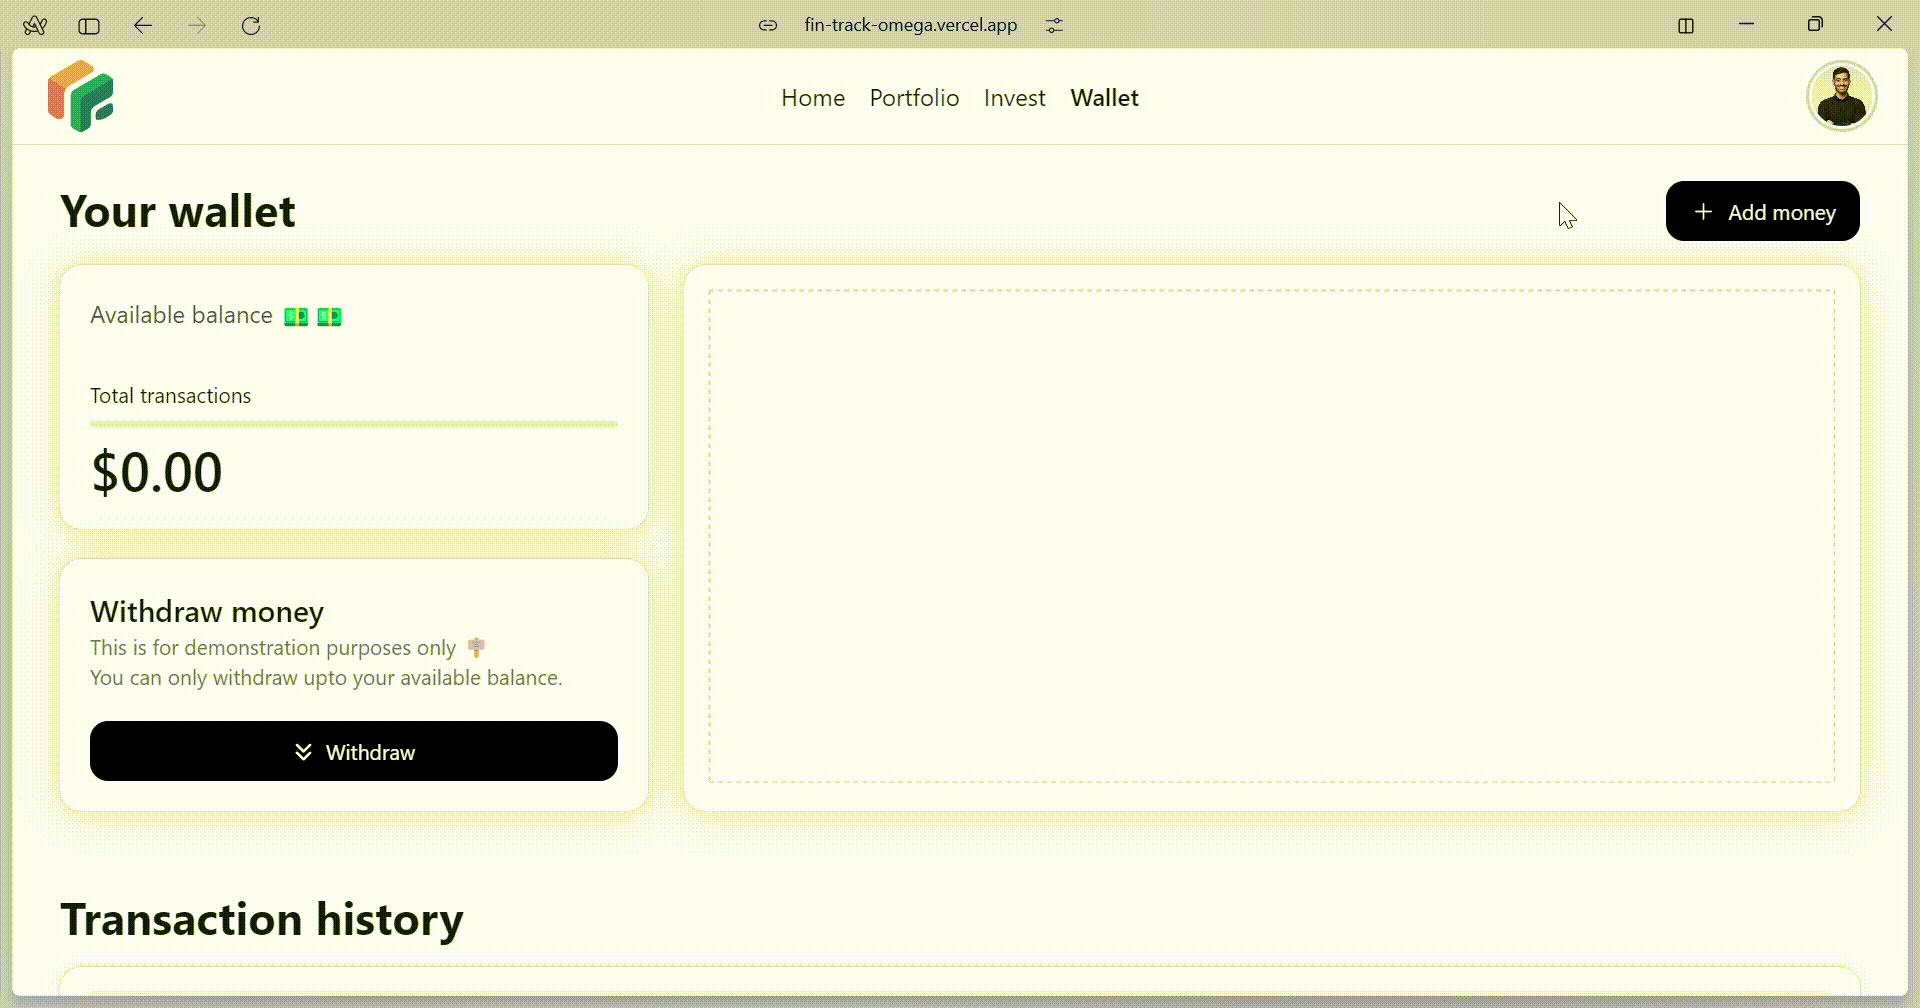 fin-track-omega.vercel.app
Home Portfolio Invest Wallet
Your wallet
+ Add money
Available balance 💵 💵
Total transactions
$0.00
Withdraw money
This is for demonstration purposes only 🪧
You can only withdraw upto your available balance.
Withdraw
Transaction history